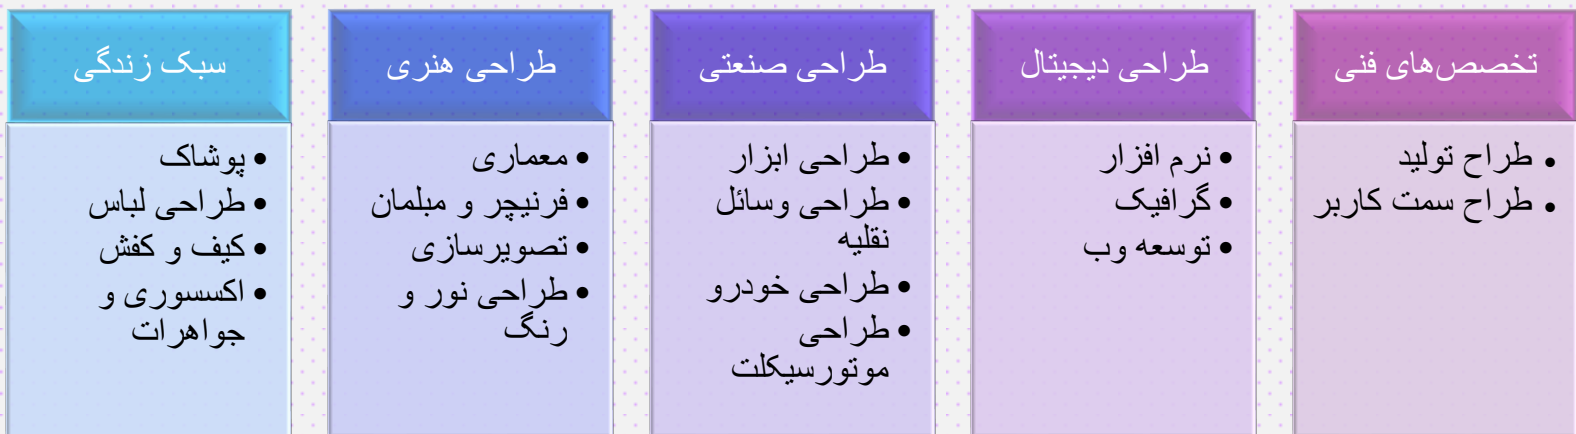 تخصص‌های فنی
• طراح تولید
• طراح سمت کاربر
طراحی دیجیتال
• نرم افزار
• گرافیک
• توسعه وب
طراحی صنعتی
• طراحی ابزار
• طراحی وسائل
نقلیه
• طراحی خودرو
• طراحی
موتورسیکلت
طراحی هنری
• معماری
• فرنیچر و مبلمان
• تصویرسازی
• طراحی نور و
رنگ
سبک زندگی
• پوشاک
• طراحی لباس
• کیف و کفش
• اکسسوری و
جواهرات